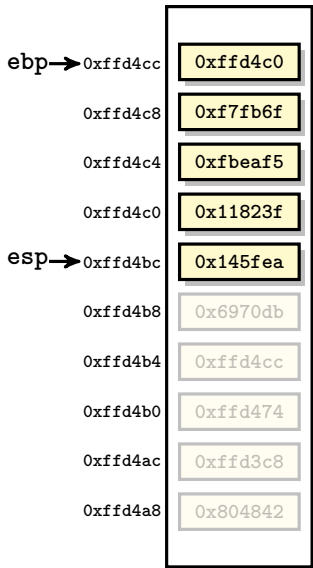 ebp 0xffd4cc 0xffd4c0
0xffd4c8 0xf7fb6f
0xffd4c4 0xfbeaf5
0xffd4c0 0x11823f
esp 0xffd4bc 0x145fea
0xffd4b8 0x6970db
0xffd4b4 0xffd4cc
0xffd4b0 0xffd474
0xffd4ac 0xffd3c8
0xffd4a8 0x804842